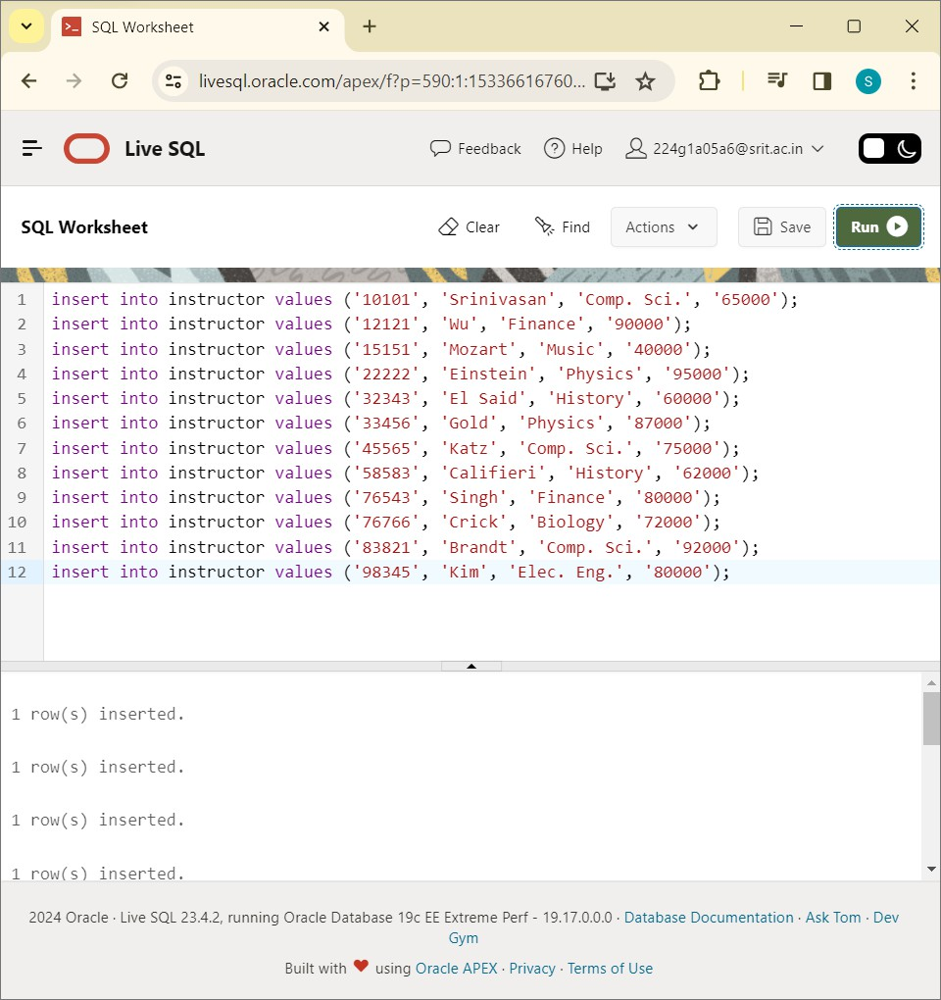 SQL Worksheet
livesql.oracle.com/apex/f?p=590:1:15336616760...
S
Live SQL
Feedback
Help
224g1a05a6@srit.ac.in
SQL Worksheet
Clear
Find
Actions
Save
Run
1 insert into instructor values ('10101', 'Srinivasan', 'Comp. Sci.', '65000');
2 insert into instructor values ('12121', 'Wu', 'Finance', '90000');
3 insert into instructor values ('15151', 'Mozart', 'Music', '40000');
4 insert into instructor values ('22222', 'Einstein', 'Physics', '95000');
5 insert into instructor values ('32343', 'El Said', 'History', '60000');
6 insert into instructor values ('33456', 'Gold', 'Physics', '87000');
7 insert into instructor values ('45565', 'Katz', 'Comp. Sci.', '75000');
8 insert into instructor values ('58583', 'Califieri', 'History', '62000');
9 insert into instructor values ('76543', 'Singh', 'Finance', '80000');
10 insert into instructor values ('76766', 'Crick', 'Biology', '72000');
11 insert into instructor values ('83821', 'Brandt', 'Comp. Sci.', '92000');
12 insert into instructor values ('98345', 'Kim', 'Elec. Eng.', '80000');
1 row(s) inserted.
1 row(s) inserted.
1 row(s) inserted.
1 row(s) inserted.
2024 Oracle · Live SQL 23.4.2, running Oracle Database 19c EE Extreme Perf - 19.17.0.0.0 · Database Documentation · Ask Tom · Dev
Gym
Built with ❤ using Oracle APEX · Privacy · Terms of Use